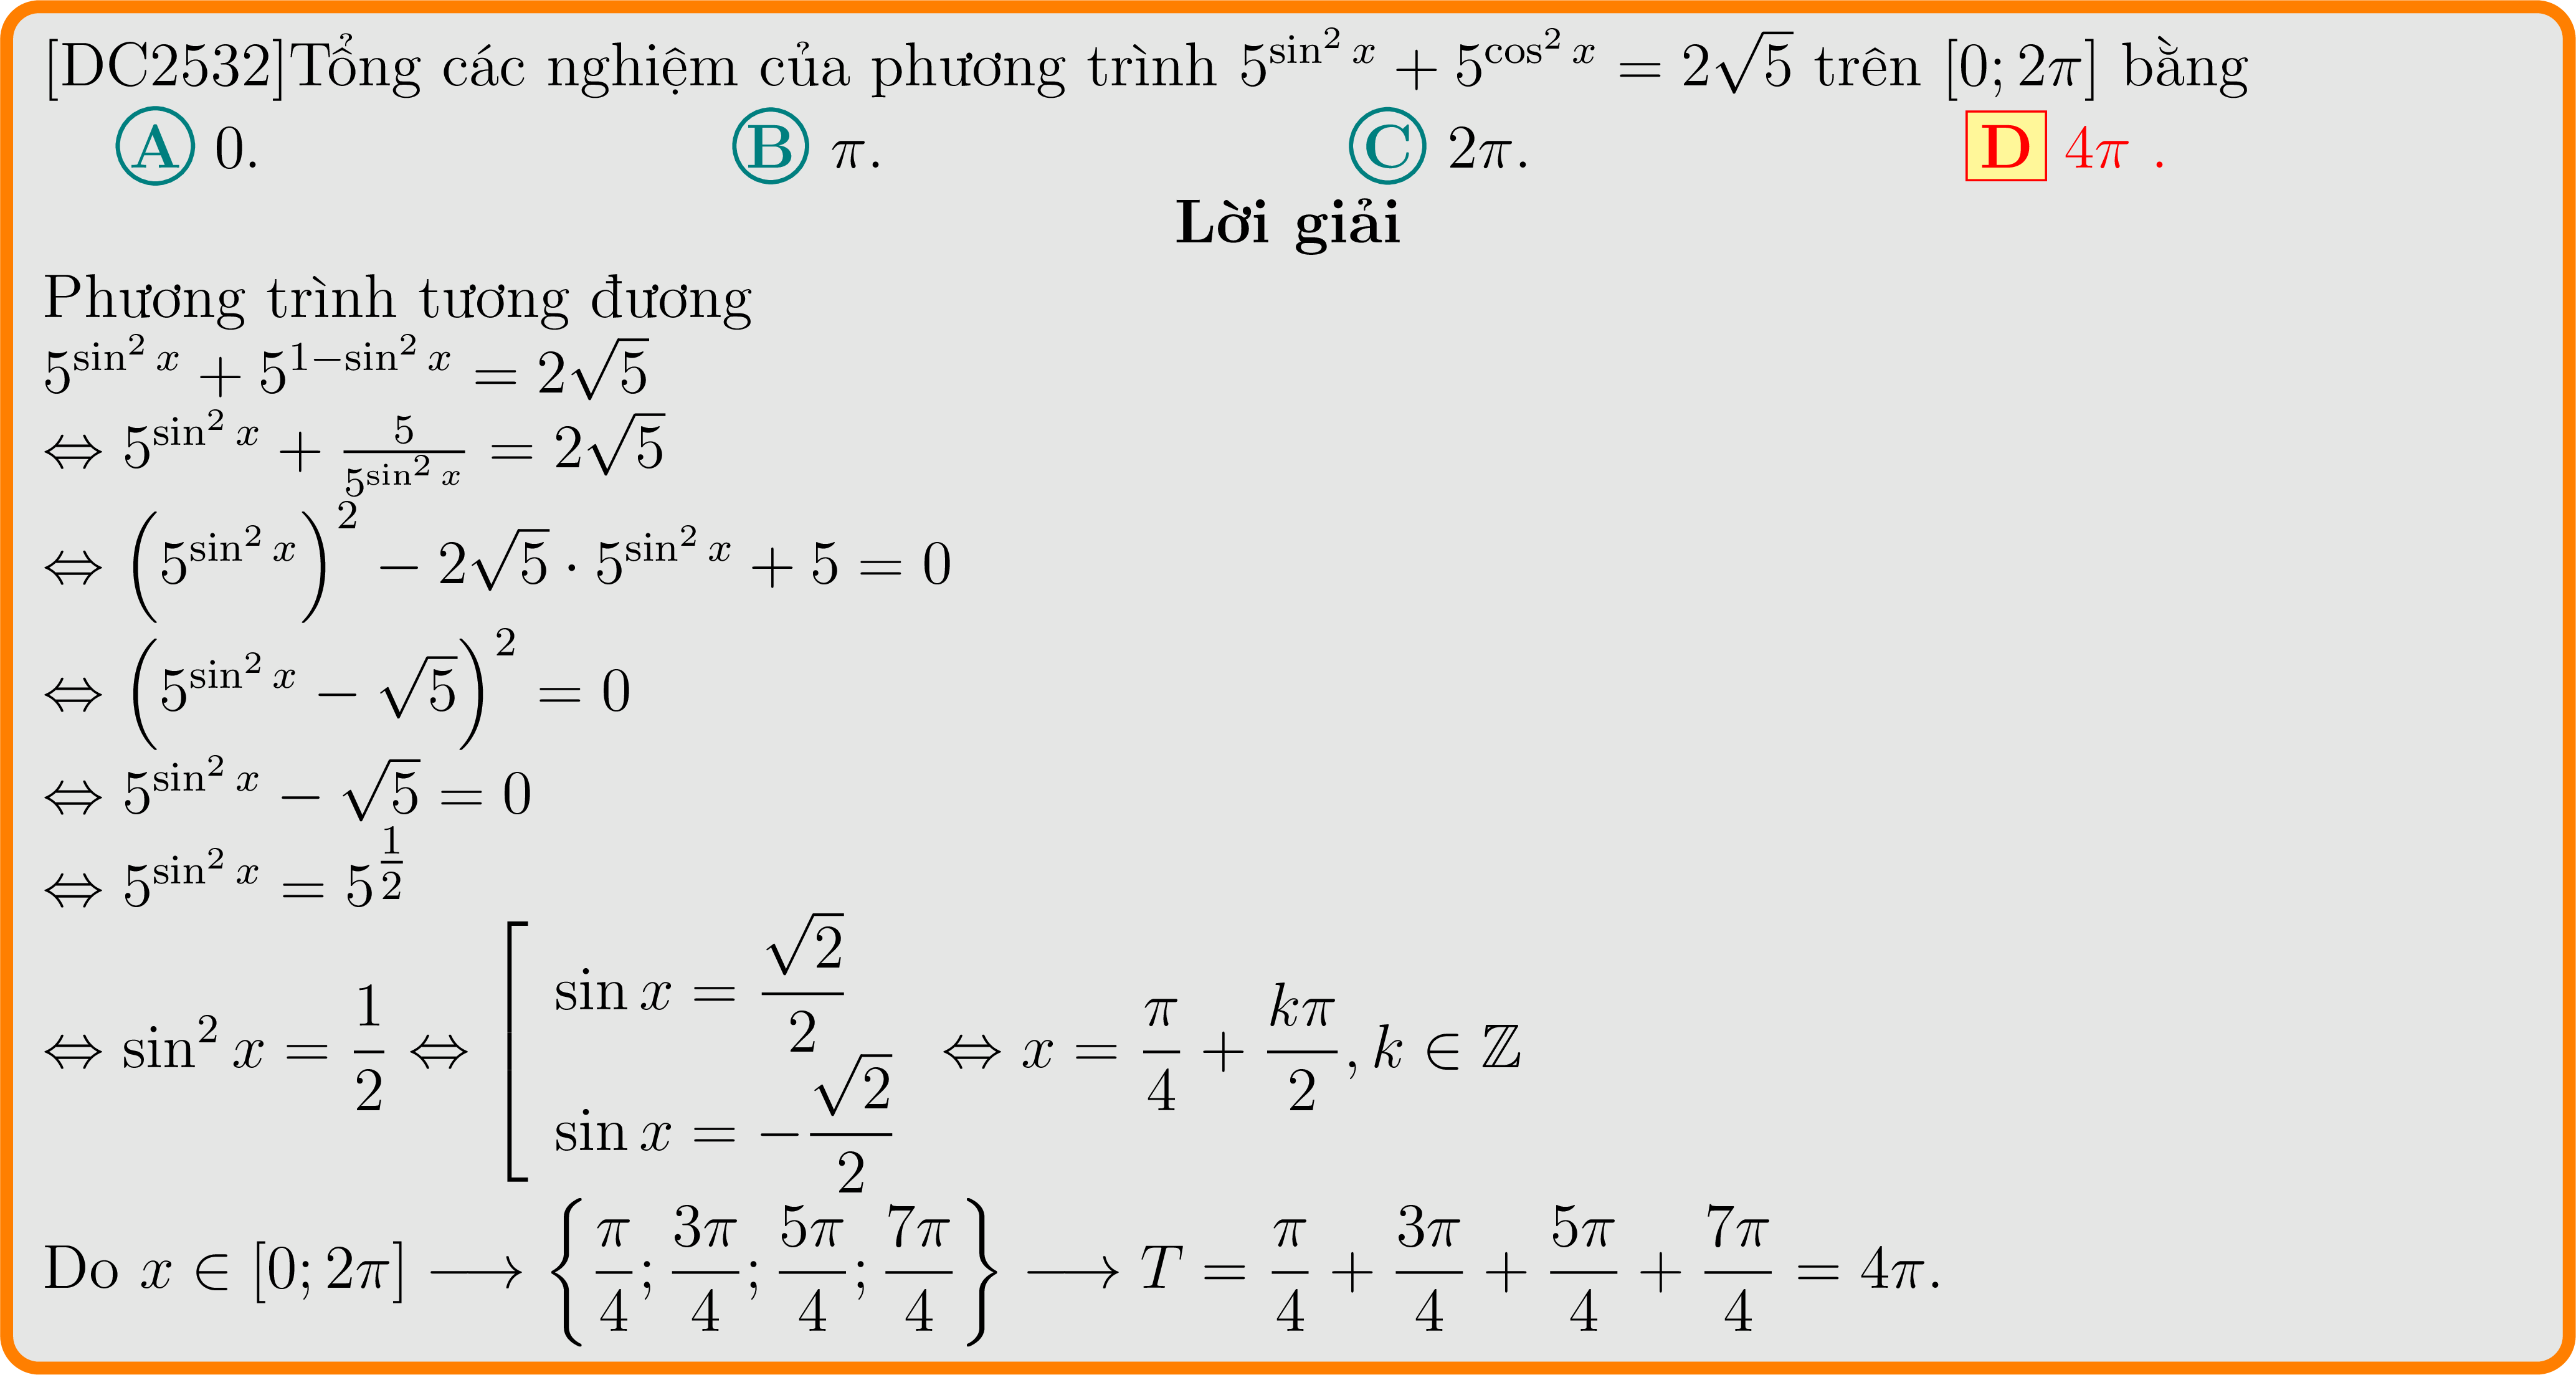 [DC2532]Tổng các nghiệm của phương trình $5^{\sin^2 x} + 5^{\cos^2 x} = 2\sqrt{5}$ trên $[0; 2\pi]$ bằng
A 0. B $\pi$. C $2\pi$. D $4\pi$ .
Lời giải
Phương trình tương đương
$5^{\sin^2 x} + 5^{1-\sin^2 x} = 2\sqrt{5}$
$\Leftrightarrow 5^{\sin^2 x} + \frac{5}{5^{\sin^2 x}} = 2\sqrt{5}$
$\Leftrightarrow \left(5^{\sin^2 x}\right)^2 - 2\sqrt{5} \cdot 5^{\sin^2 x} + 5 = 0$
$\Leftrightarrow \left(5^{\sin^2 x} - \sqrt{5}\right)^2 = 0$
$\Leftrightarrow 5^{\sin^2 x} - \sqrt{5} = 0$
$\Leftrightarrow 5^{\sin^2 x} = 5^{\frac{1}{2}}$
$\Leftrightarrow \sin^2 x = \frac{1}{2} \Leftrightarrow \left[\begin{array}{l} \sin x = \frac{\sqrt{2}}{2} \\ \sin x = -\frac{\sqrt{2}}{2} \end{array}\right. \Leftrightarrow x = \frac{\pi}{4} + \frac{k\pi}{2}, k \in \mathbb{Z}$
Do $x \in [0; 2\pi] \longrightarrow \left\{\frac{\pi}{4}; \frac{3\pi}{4}; \frac{5\pi}{4}; \frac{7\pi}{4}\right\} \longrightarrow T = \frac{\pi}{4} + \frac{3\pi}{4} + \frac{5\pi}{4} + \frac{7\pi}{4} = 4\pi.$